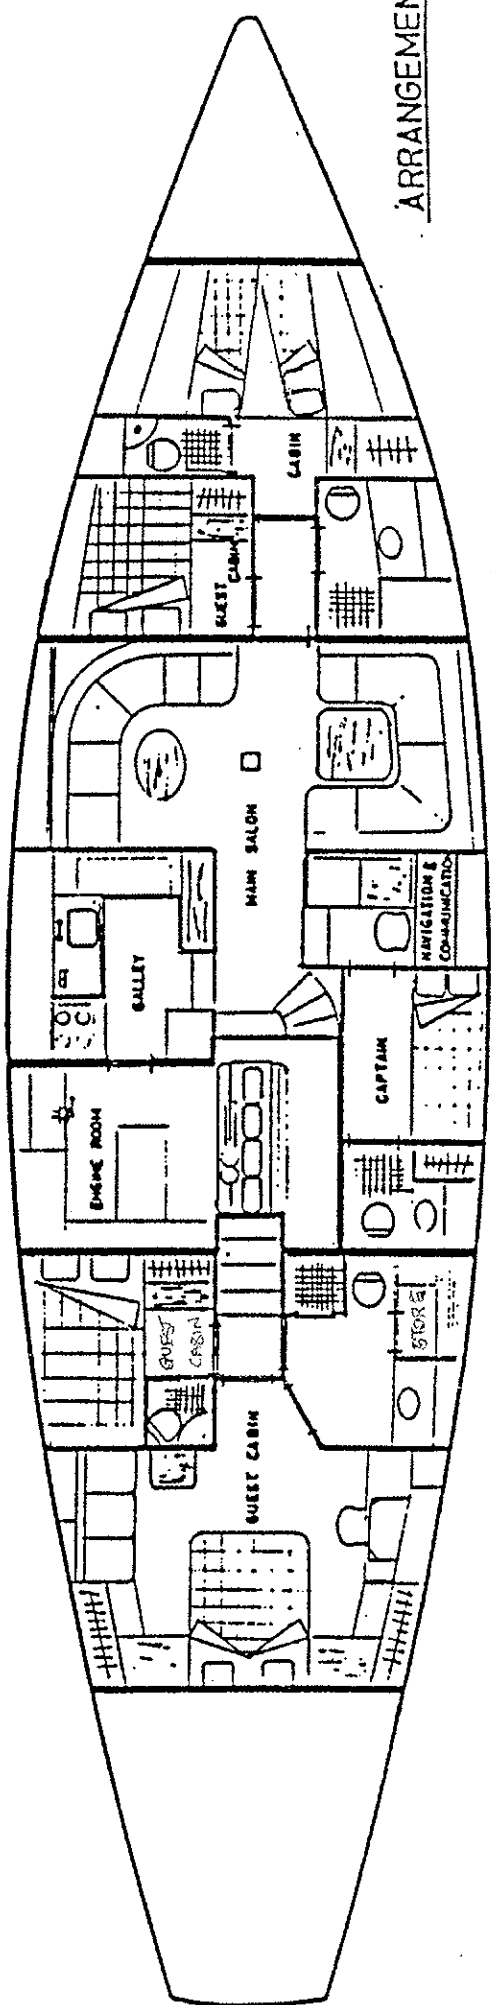 ARRANGEMEN
CABIN
GUEST
CABIN
MAIN SALON
NAVIGATION &
COMMUNICATION
GALLEY
CAPTAIN
ENGINE ROOM
GUEST
CABIN
STORE
GUEST CABIN